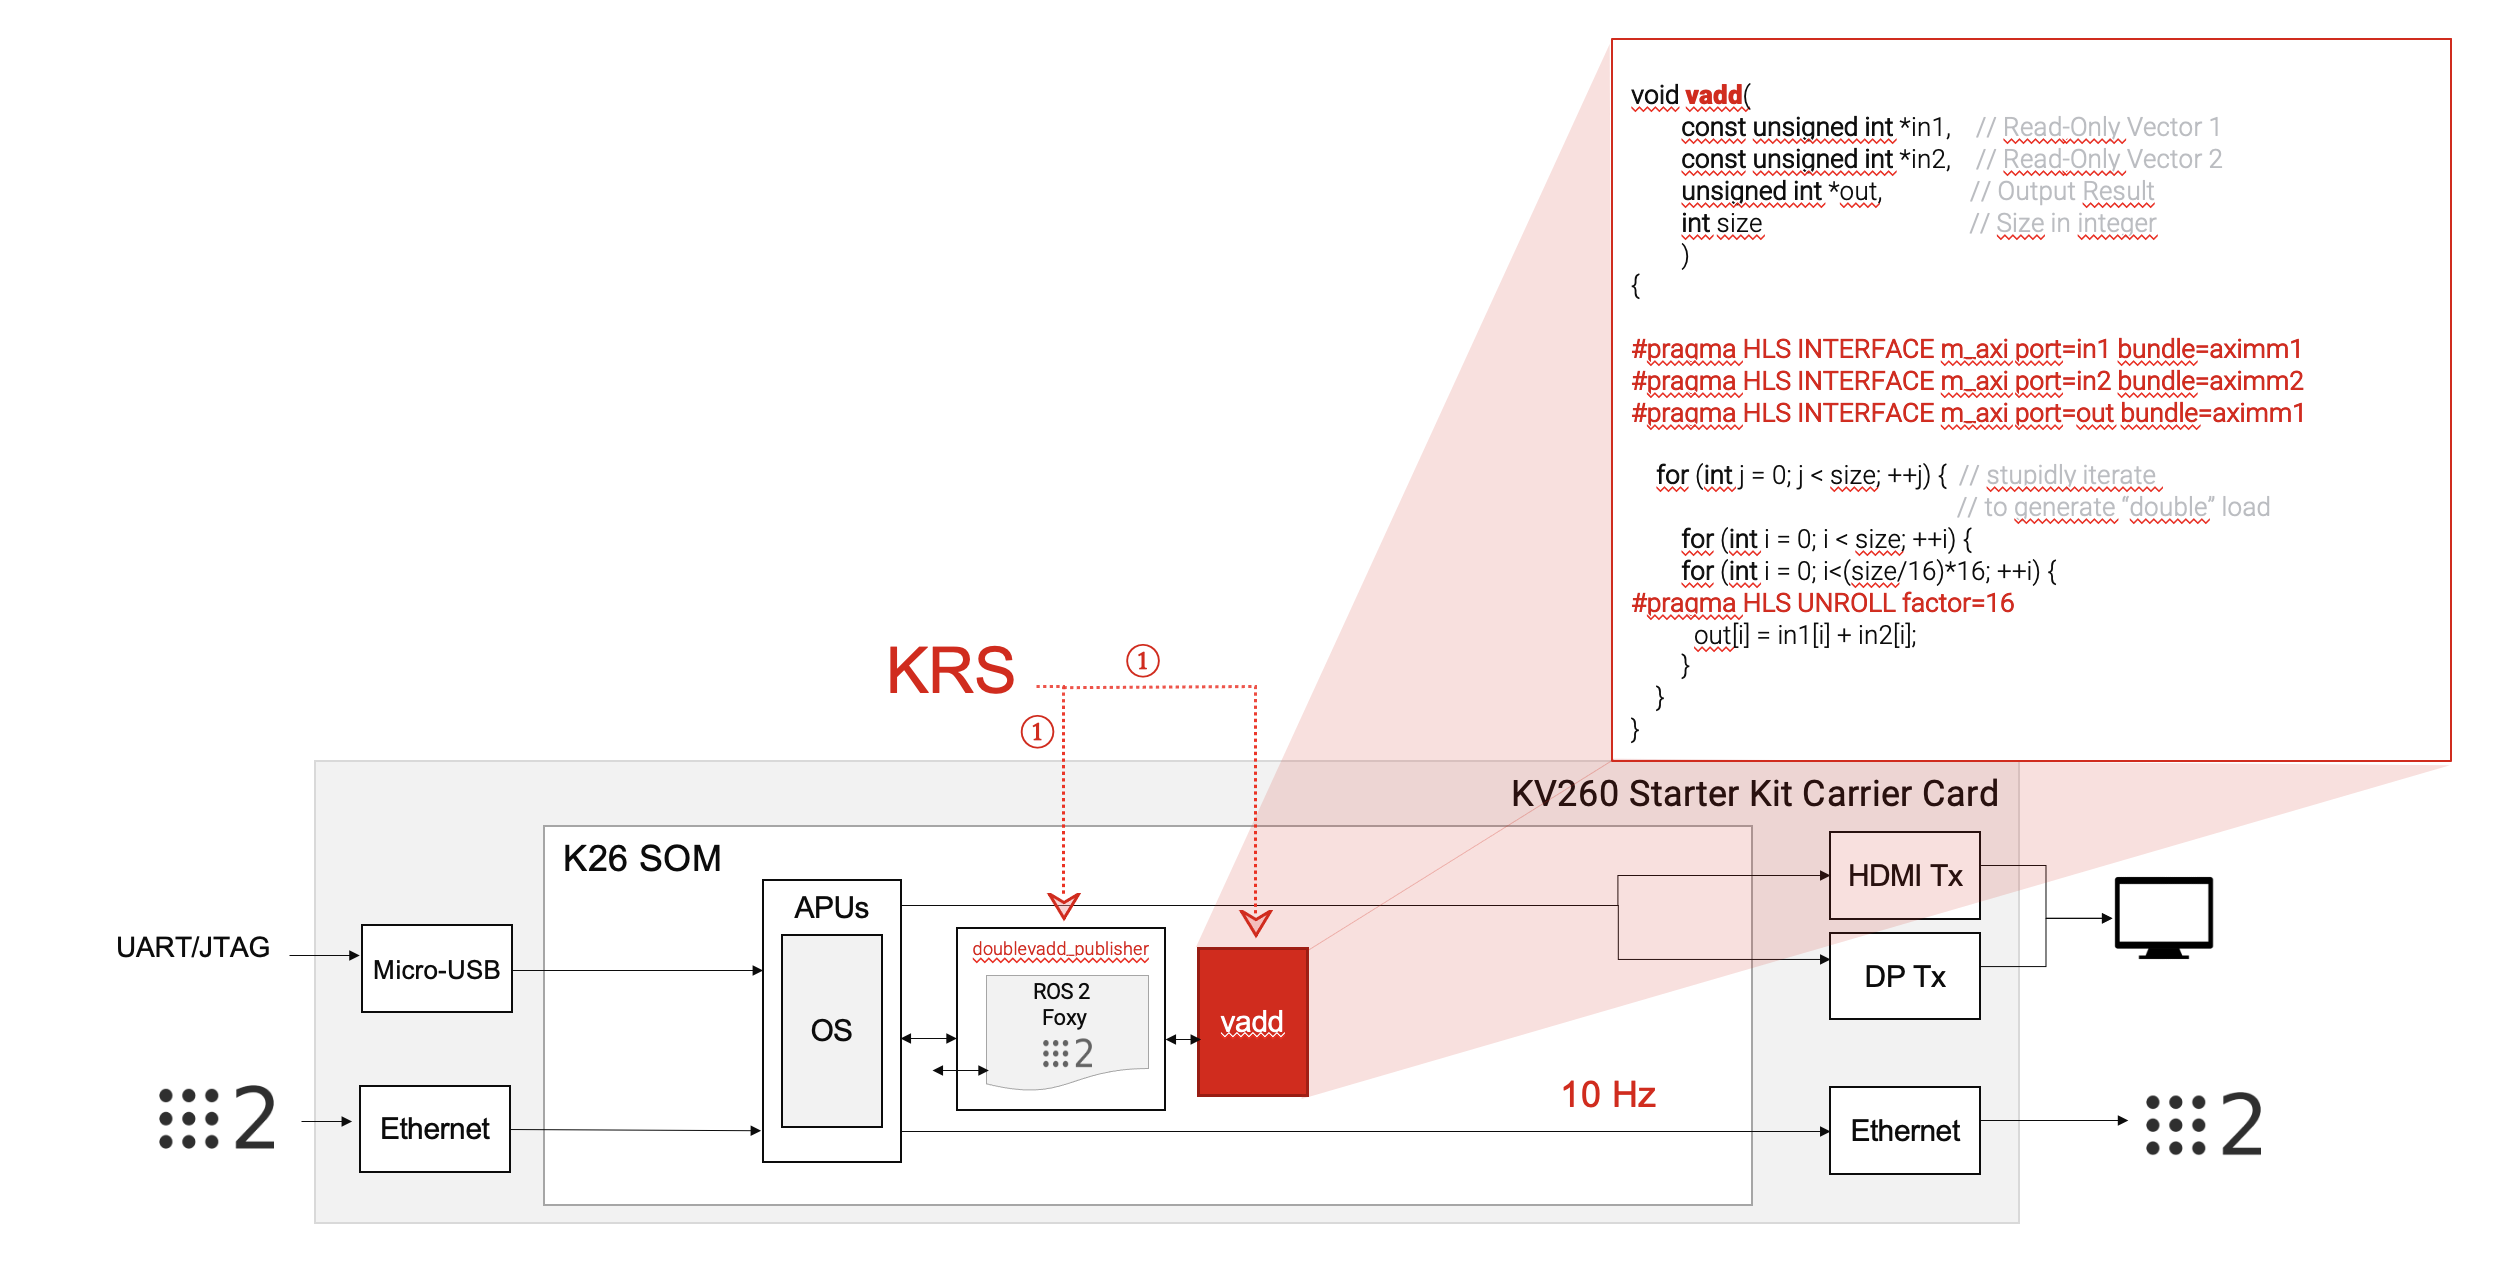 void vadd(
const unsigned int *in1, // Read-Only Vector 1
const unsigned int *in2, // Read-Only Vector 2
unsigned int *out, // Output Result
int size // Size in integer
)
{
#pragma HLS INTERFACE m_axi port=in1 bundle=aximm1
#pragma HLS INTERFACE m_axi port=in2 bundle=aximm2
#pragma HLS INTERFACE m_axi port=out bundle=aximm1
for (int j = 0; j < size; ++j) { // stupidly iterate
// to generate “double” load
for (int i = 0; i < size; ++i) {
for (int i = 0; i<(size/16)*16; ++i) {
#pragma HLS UNROLL factor=16
out[i] = in1[i] + in2[i];
}
}
}
KRS
①
①
KV260 Starter Kit Carrier Card
K26 SOM
APUs
OS
UART/JTAG
Micro-USB
2
Ethernet
doublevadd_publisher
ROS 2
Foxy
2
vadd
10 Hz
HDMI Tx
DP Tx
Ethernet
2